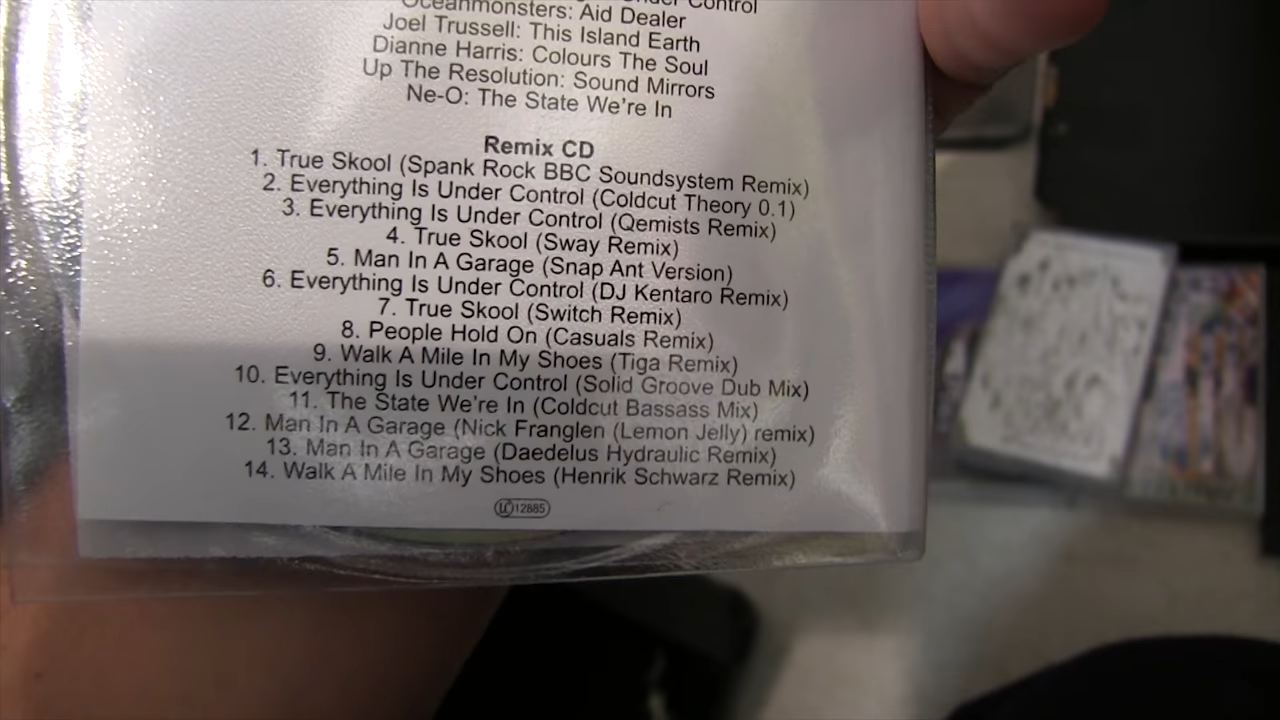 Under Control
Oceanmonsters: Aid Dealer
Joel Trussell: This Island Earth
Dianne Harris: Colours The Soul
Up The Resolution: Sound Mirrors
Ne-O: The State We're In
Remix CD
1. True Skool (Spank Rock BBC Soundsystem Remix)
2. Everything Is Under Control (Coldcut Theory 0.1)
3. Everything Is Under Control (Qemists Remix)
4. True Skool (Sway Remix)
5. Man In A Garage (Snap Ant Version)
6. Everything Is Under Control (DJ Kentaro Remix)
7. True Skool (Switch Remix)
8. People Hold On (Casuals Remix)
9. Walk A Mile In My Shoes (Tiga Remix)
10. Everything Is Under Control (Solid Groove Dub Mix)
11. The State We're In (Coldcut Bassass Mix)
12. Man In A Garage (Nick Franglen (Lemon Jelly) remix)
13. Man In A Garage (Daedelus Hydraulic Remix)
14. Walk A Mile In My Shoes (Henrik Schwarz Remix)
LC 12885